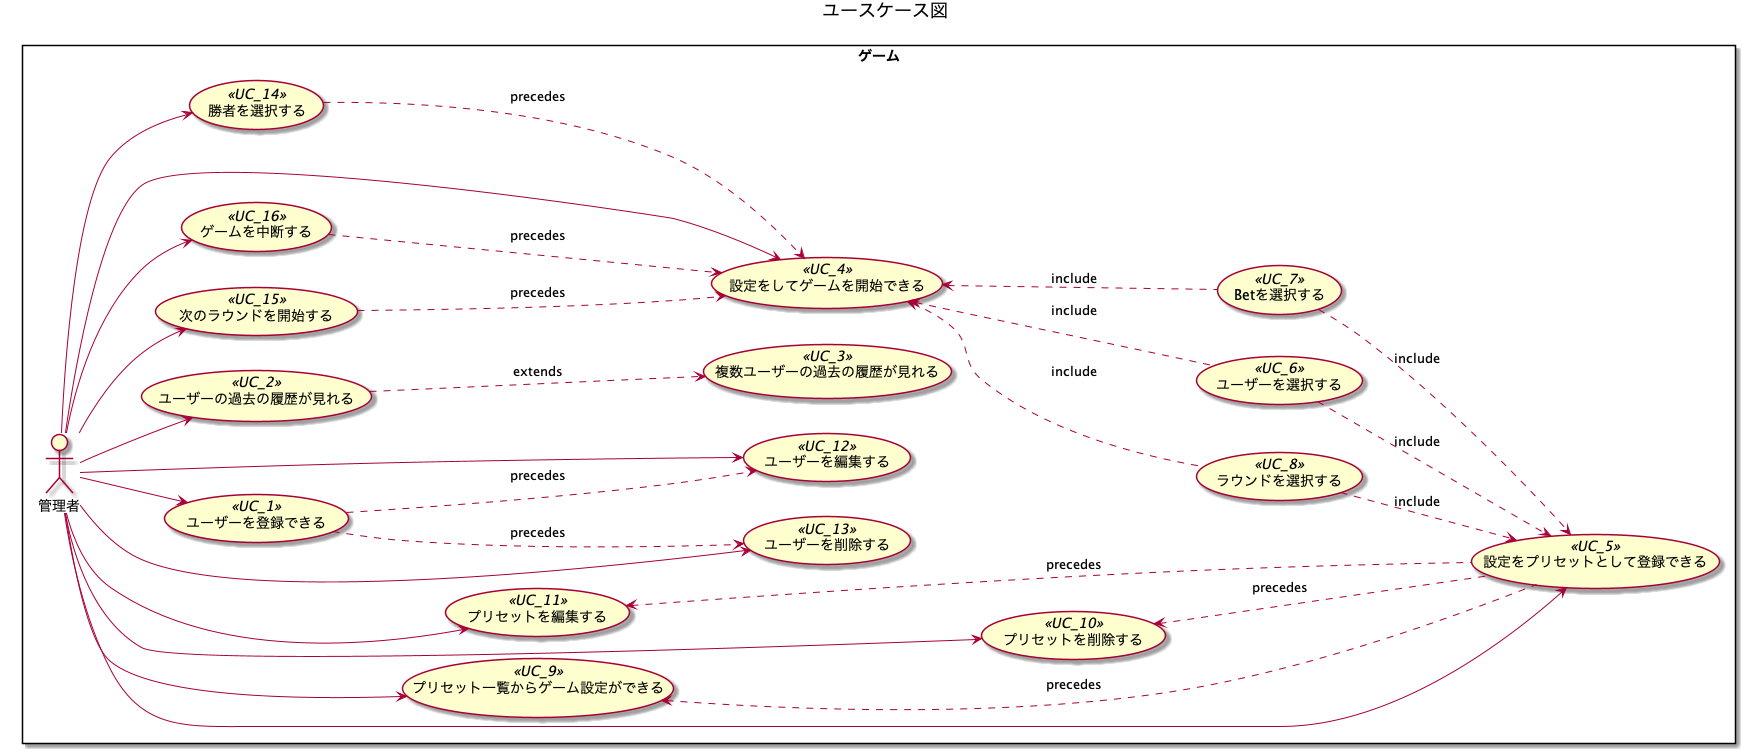 ユースケース図
ゲーム
«UC_14»
勝者を選択する
precedes
«UC_16»
ゲームを中断する
precedes
«UC_15»
次のラウンドを開始する
precedes
«UC_4»
設定をしてゲームを開始できる
include
«UC_7»
Betを選択する
include
include
«UC_2»
ユーザーの過去の履歴が見れる
extends
«UC_3»
複数ユーザーの過去の履歴が見れる
include
«UC_6»
ユーザーを選択する
include
管理者
«UC_12»
ユーザーを編集する
precedes
«UC_8»
ラウンドを選択する
include
«UC_1»
ユーザーを登録できる
precedes
«UC_13»
ユーザーを削除する
«UC_5»
設定をプリセットとして登録できる
precedes
precedes
«UC_11»
プリセットを編集する
«UC_10»
プリセットを削除する
«UC_9»
プリセット一覧からゲーム設定ができる
precedes